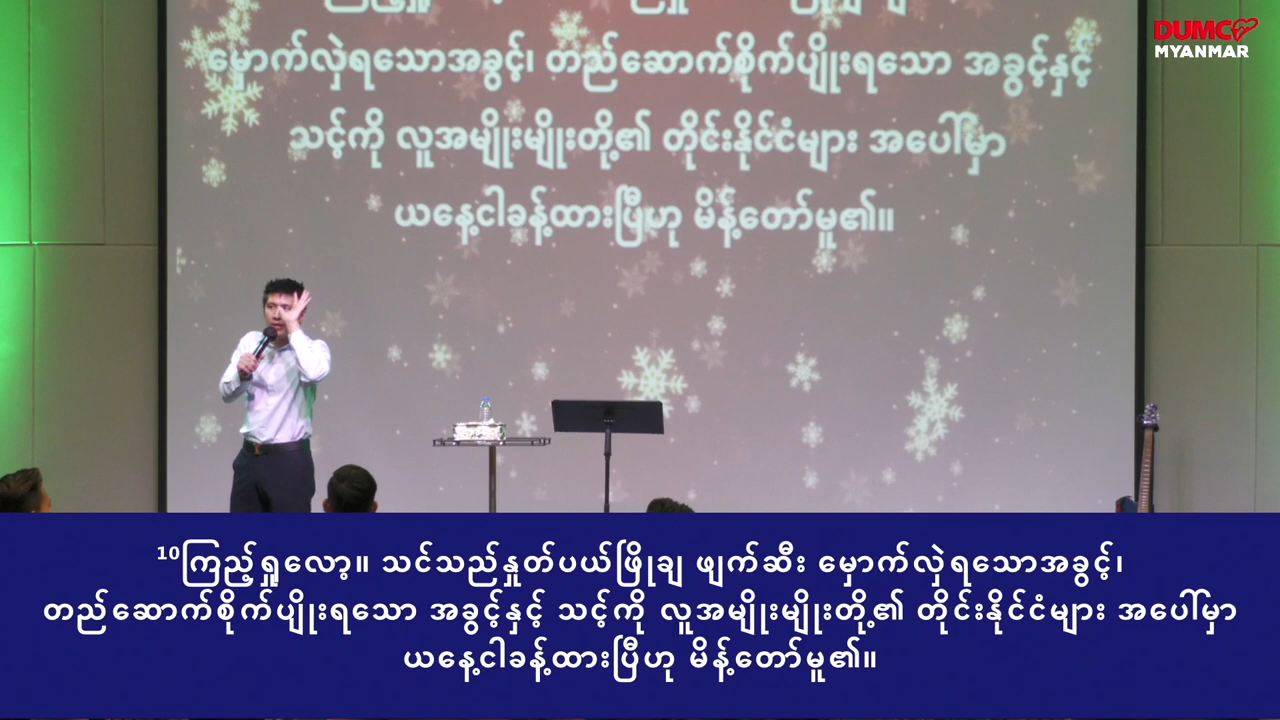 DUMC
MYANMAR
မှောက်လှဲရသောအခွင့်၊ တည်ဆောက်စိုက်ပျိုးရသော အခွင့်နှင့်
သင့်ကို လူအမျိုးမျိုးတို့၏ တိုင်းနိုင်ငံများ အပေါ်မှာ
ယနေ့ငါခန့်ထားပြီဟု မိန့်တော်မူ၏။
¹⁰ကြည့်ရှုလော့။ သင်သည်နှုတ်ပယ်ဖြိုချ ဖျက်ဆီး မှောက်လှဲရသောအခွင့်၊
တည်ဆောက်စိုက်ပျိုးရသော အခွင့်နှင့် သင့်ကို လူအမျိုးမျိုးတို့၏ တိုင်းနိုင်ငံများ အပေါ်မှာ
ယနေ့ငါခန့်ထားပြီဟု မိန့်တော်မူ၏။